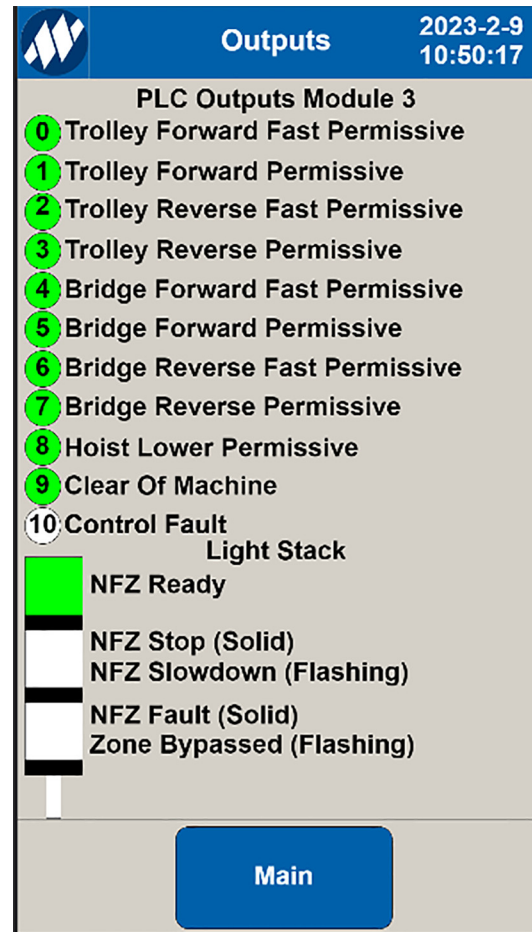 Outputs
2023-2-9
10:50:17
PLC Outputs Module 3
0 Trolley Forward Fast Permissive
1 Trolley Forward Permissive
2 Trolley Reverse Fast Permissive
3 Trolley Reverse Permissive
4 Bridge Forward Fast Permissive
5 Bridge Forward Permissive
6 Bridge Reverse Fast Permissive
7 Bridge Reverse Permissive
8 Hoist Lower Permissive
9 Clear Of Machine
10 Control Fault
Light Stack
NFZ Ready
NFZ Stop (Solid)
NFZ Slowdown (Flashing)
NFZ Fault (Solid)
Zone Bypassed (Flashing)
Main